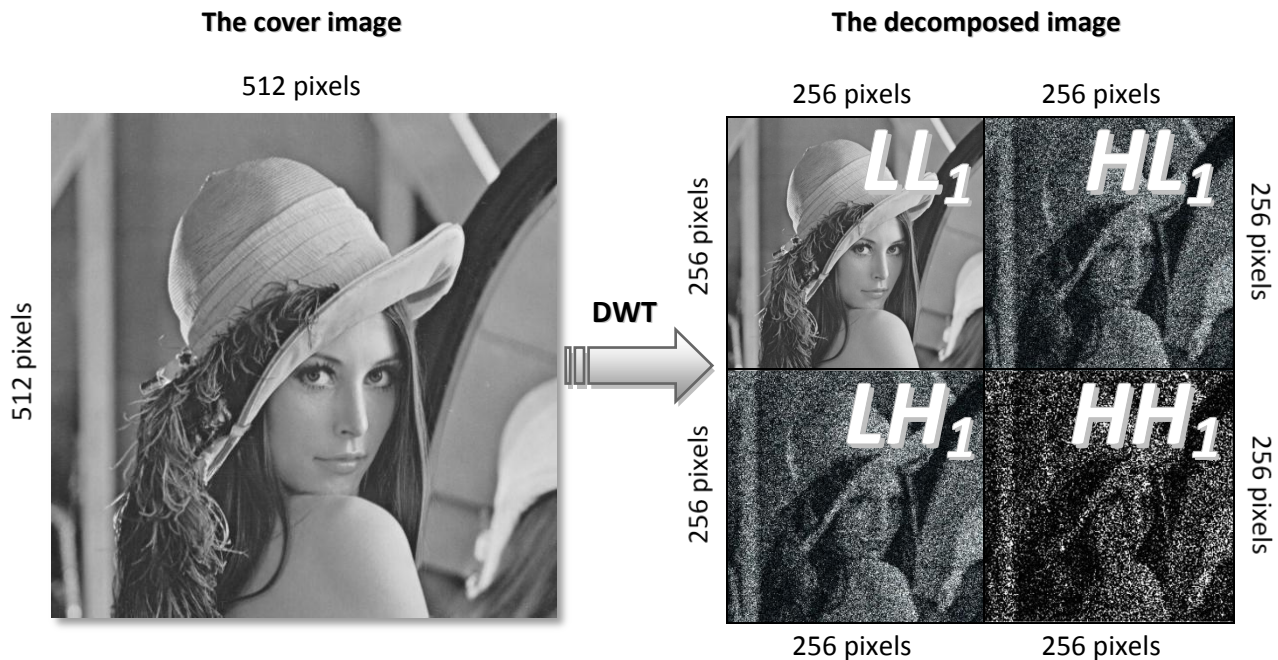 The cover image
The decomposed image
512 pixels
256 pixels
256 pixels
512 pixels
DWT
256 pixels
LL1
HL1
256 pixels
256 pixels
LH1
HH1
256 pixels
256 pixels
256 pixels